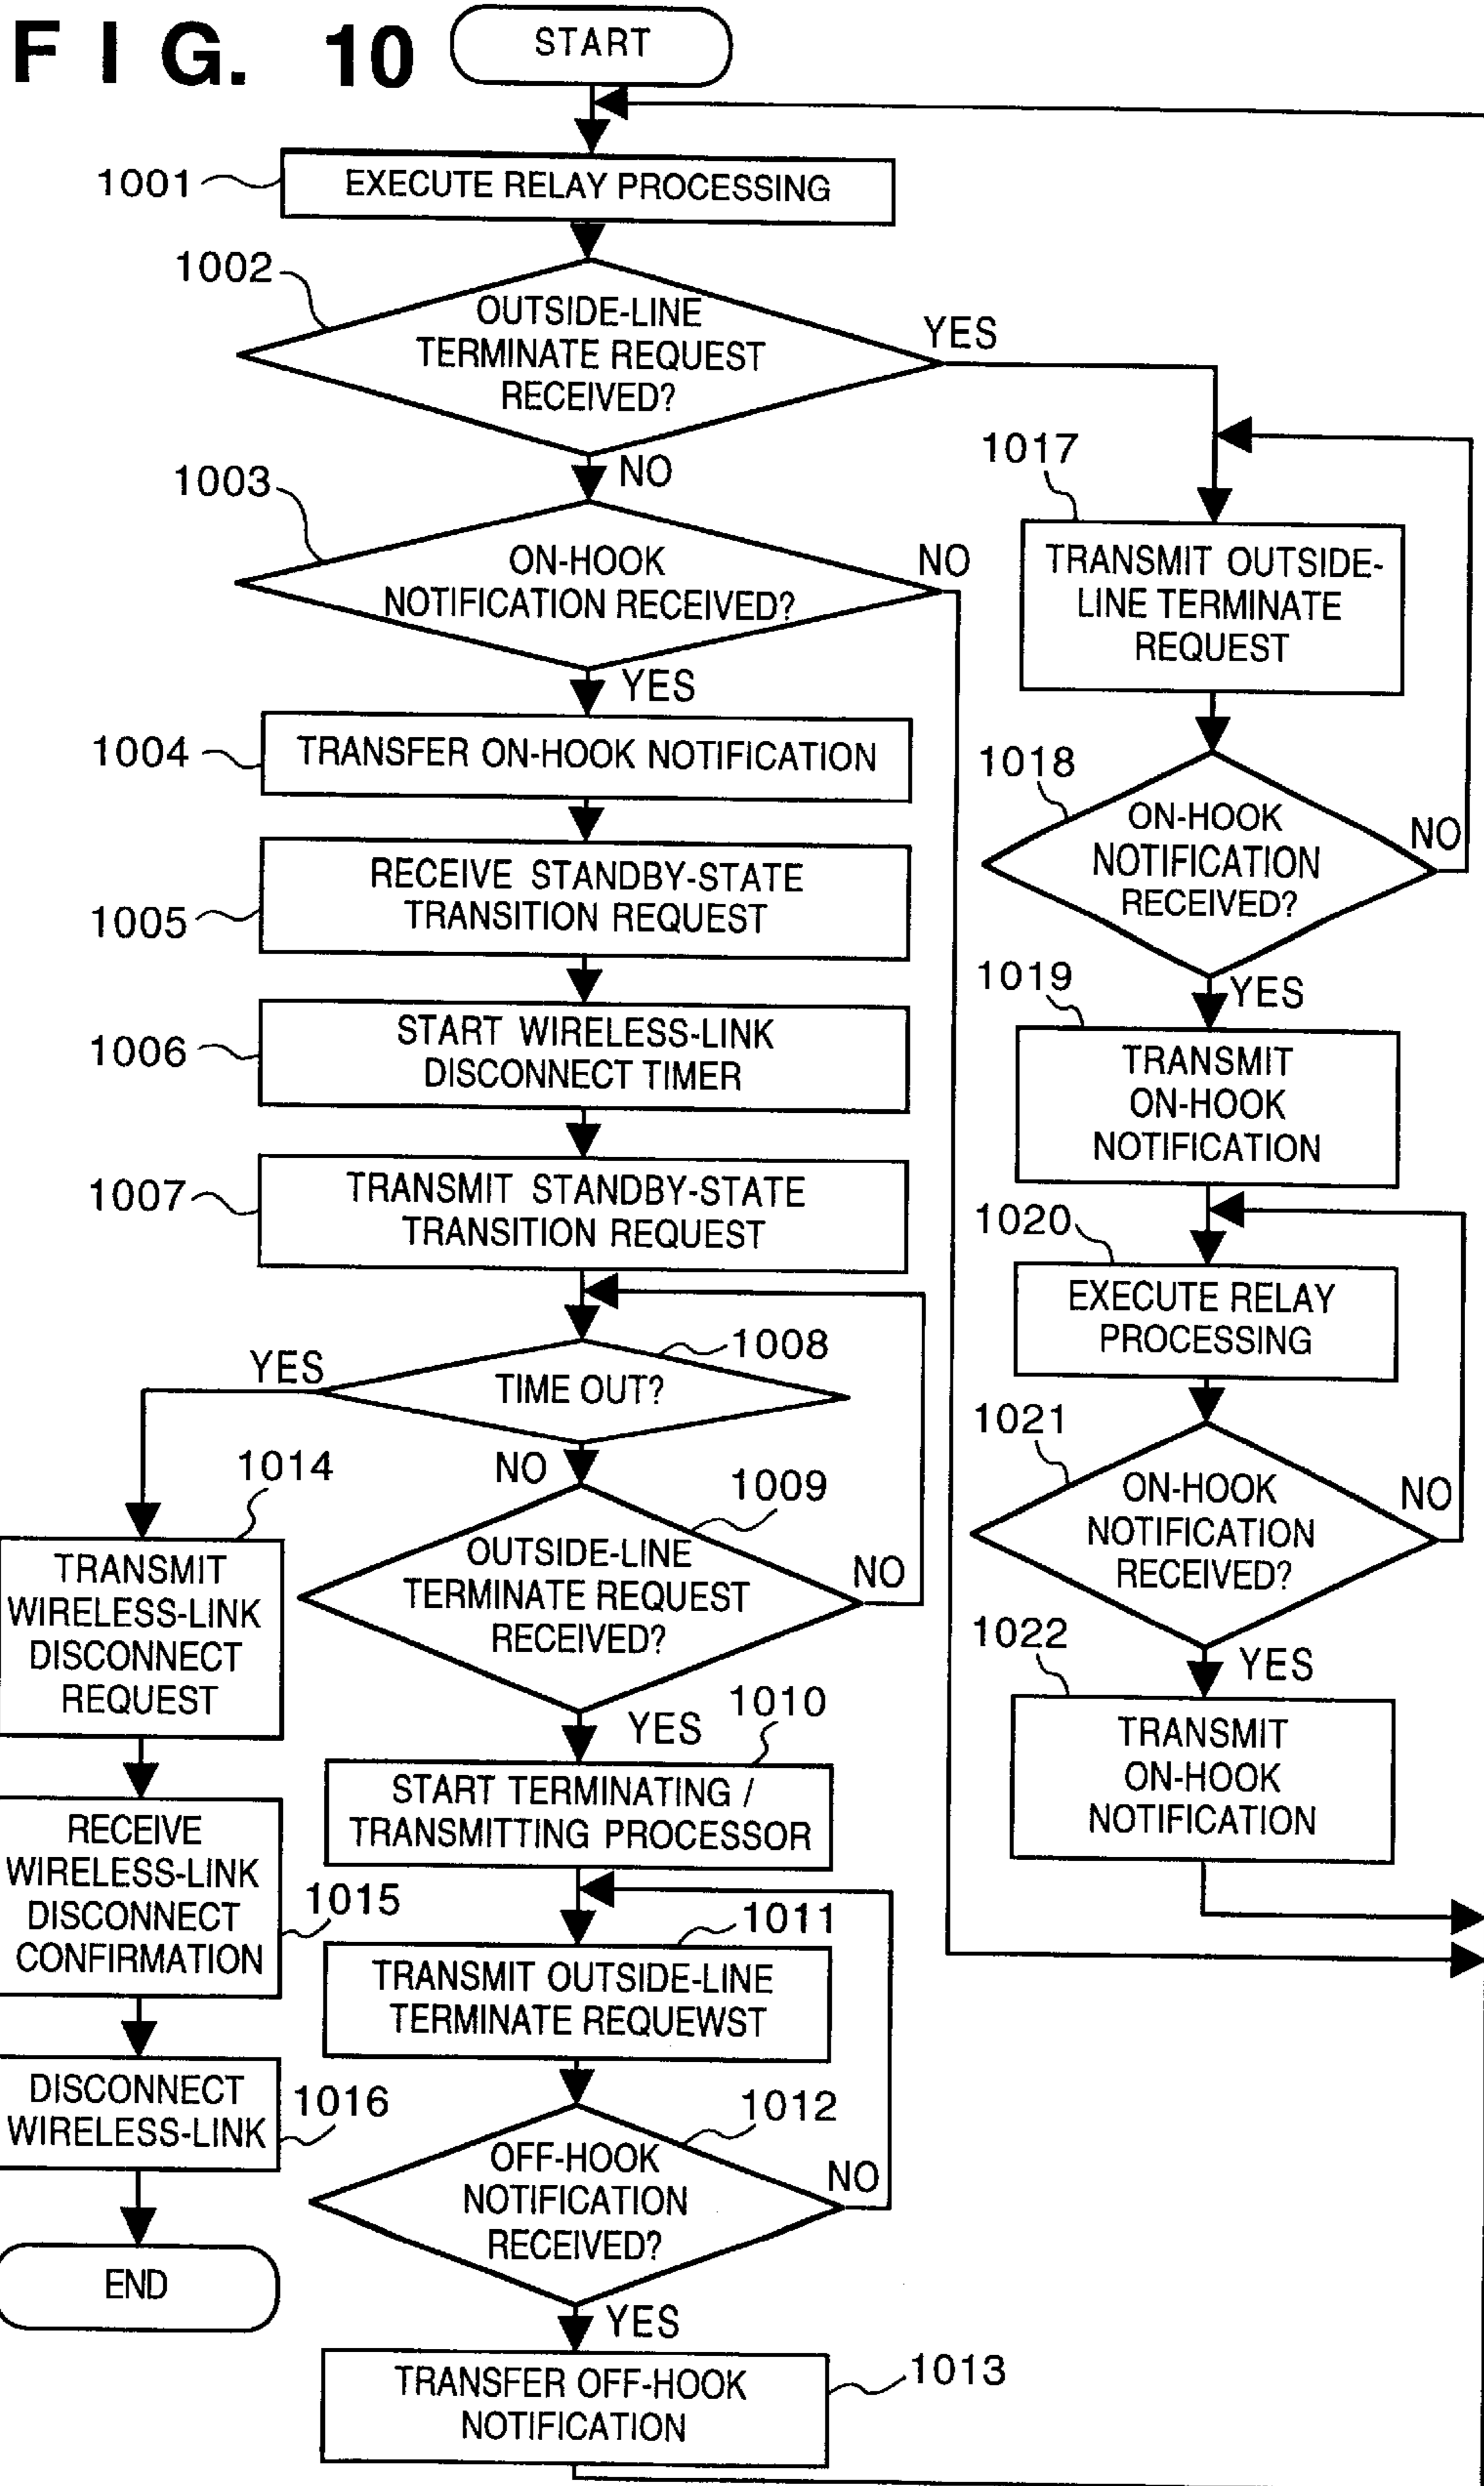 FIG. 10
START
1001
EXECUTE RELAY PROCESSING
1002
OUTSIDE-LINE
TERMINATE REQUEST
RECEIVED?
YES
NO
1003
ON-HOOK
NOTIFICATION RECEIVED?
NO
YES
1004
TRANSFER ON-HOOK NOTIFICATION
1005
RECEIVE STANDBY-STATE
TRANSITION REQUEST
1006
START WIRELESS-LINK
DISCONNECT TIMER
1007
TRANSMIT STANDBY-STATE
TRANSITION REQUEST
1008
TIME OUT?
YES
NO
1009
OUTSIDE-LINE
TERMINATE REQUEST
RECEIVED?
NO
YES
1010
START TERMINATING /
TRANSMITTING PROCESSOR
1011
TRANSMIT OUTSIDE-LINE
TERMINATE REQUEWST
1012
OFF-HOOK
NOTIFICATION
RECEIVED?
NO
YES
1013
TRANSFER OFF-HOOK
NOTIFICATION
1014
TRANSMIT
WIRELESS-LINK
DISCONNECT
REQUEST
1015
RECEIVE
WIRELESS-LINK
DISCONNECT
CONFIRMATION
1016
DISCONNECT
WIRELESS-LINK
END
1017
TRANSMIT OUTSIDE-
LINE TERMINATE
REQUEST
1018
ON-HOOK
NOTIFICATION
RECEIVED?
NO
YES
1019
TRANSMIT
ON-HOOK
NOTIFICATION
1020
EXECUTE RELAY
PROCESSING
1021
ON-HOOK
NOTIFICATION
RECEIVED?
NO
YES
1022
TRANSMIT
ON-HOOK
NOTIFICATION